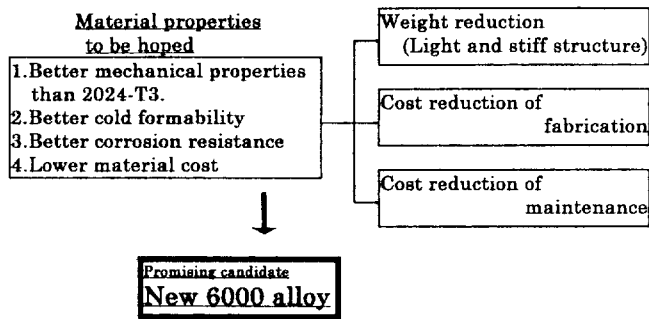 Material properties
to be hoped
1.Better mechanical properties
than 2024-T3.
2.Better cold formability
3.Better corrosion resistance
4.Lower material cost
Weight reduction
(Light and stiff structure)
Cost reduction of
fabrication
Cost reduction of
maintenance
Promising candidate
New 6000 alloy